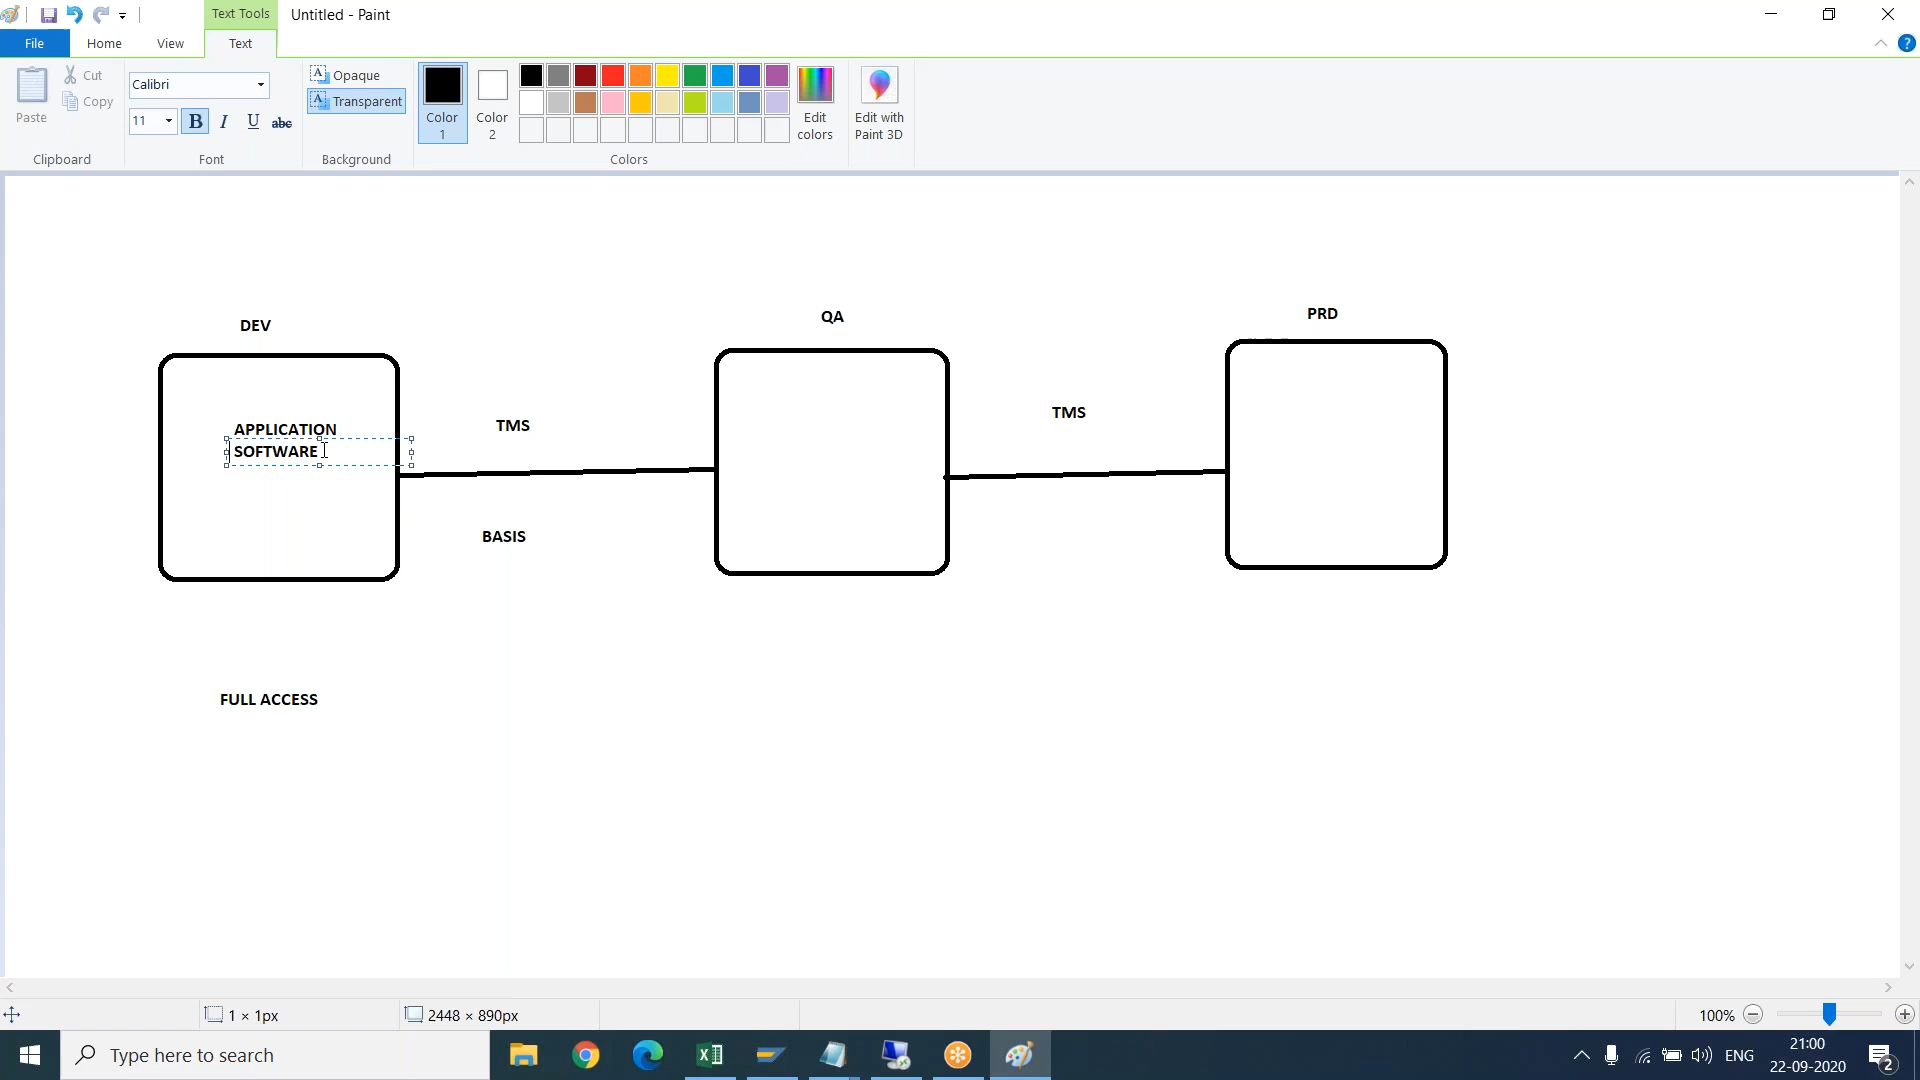 Text Tools
Untitled - Paint
File
Home
View
Text
Paste
Cut
Copy
Clipboard
Calibri
11
B
I
U
abc
Font
A
Opaque
A
Transparent
Background
Color
1
Color
2
Edit
colors
Colors
Edit with
Paint 3D
DEV
QA
PRD
APPLICATION
SOFTWARE
TMS
TMS
BASIS
FULL ACCESS
1 × 1px
2448 × 890px
100%
Type here to search
ENG
21:00
22-09-2020
2